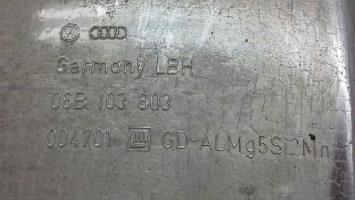 Germany LBH
06B 103 603
004701 GD-ALMg5Si2Mn